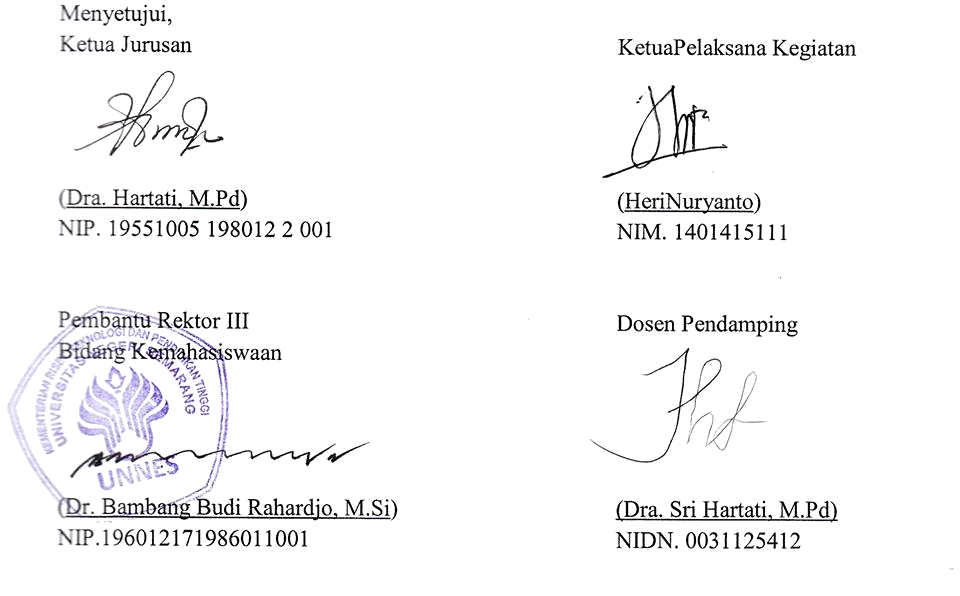 Menyetujui,
Ketua Jurusan
(Dra. Hartati, M.Pd)
NIP. 19551005 198012 2 001
KetuaPelaksana Kegiatan
(HeriNuryanto)
NIM. 1401415111
Pembantu Rektor III
Bidang Kemahasiswaan
KEMENTERIAN RISET, TEKNOLOGI DAN PENDIDIKAN TINGGI
UNIVERSITAS NEGERI SEMARANG
UNNES
(Dr. Bambang Budi Rahardjo, M.Si)
NIP.196012171986011001
Dosen Pendamping
(Dra. Sri Hartati, M.Pd)
NIDN. 0031125412